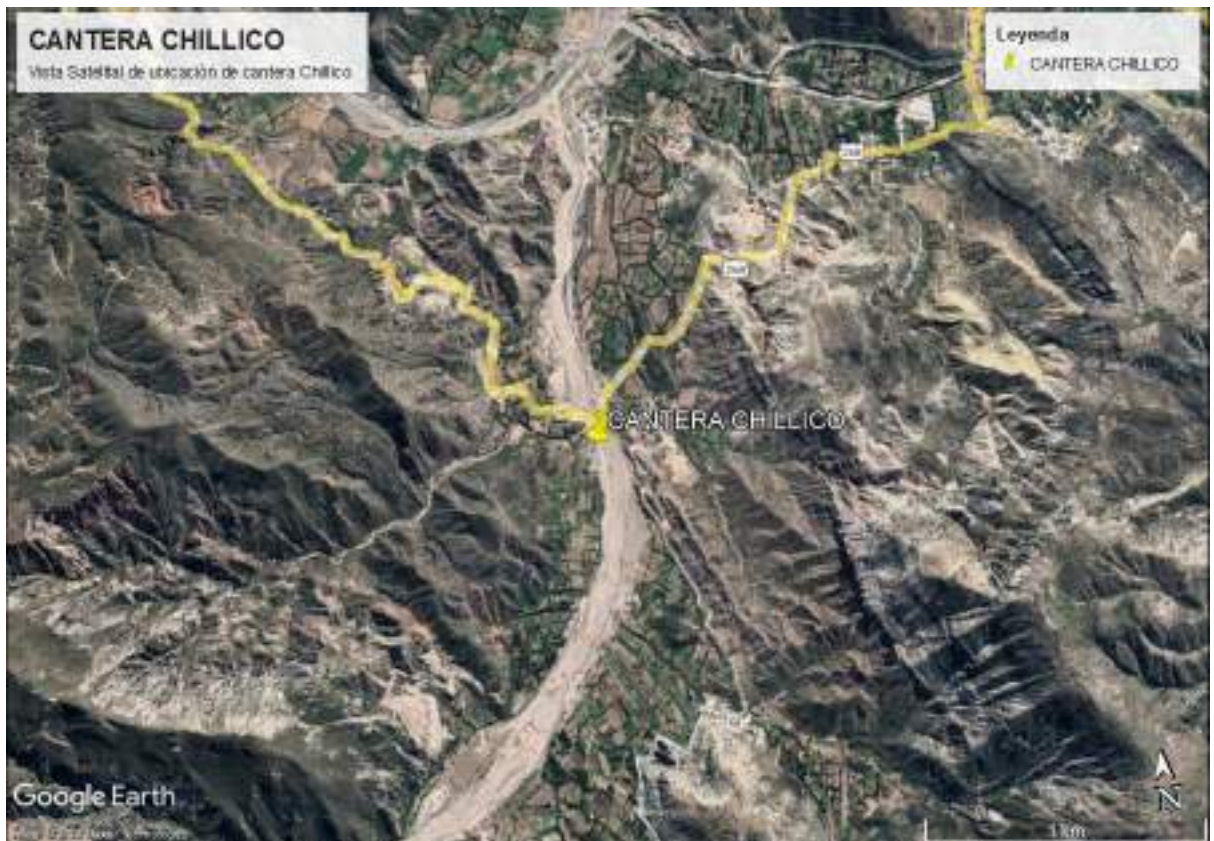 CANTERA CHILLICO
Vista Satelital de ubicación de cantera Chillico
Leyenda
CANTERA CHILLICO
CANTERA CHILLICO
Google Earth
N
1 km